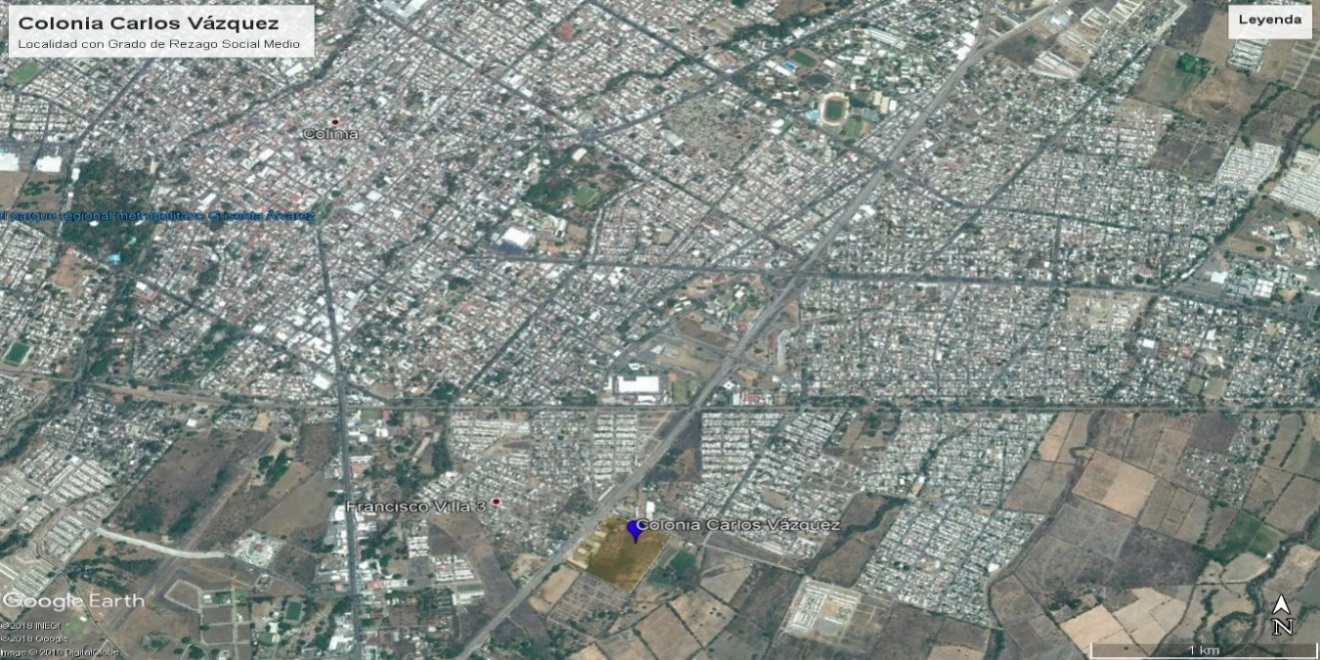 Colonia Carlos Vázquez
Localidad con Grado de Rezago Social Medio
Leyenda
Colima
parque regional metropolitano Griselda Álvarez
Francisco Villa 3
Colonia Carlos Vázquez
Google Earth
©2018 INEGI
©2018 Google
Image © 2018 DigitalGlobe
N
1 km